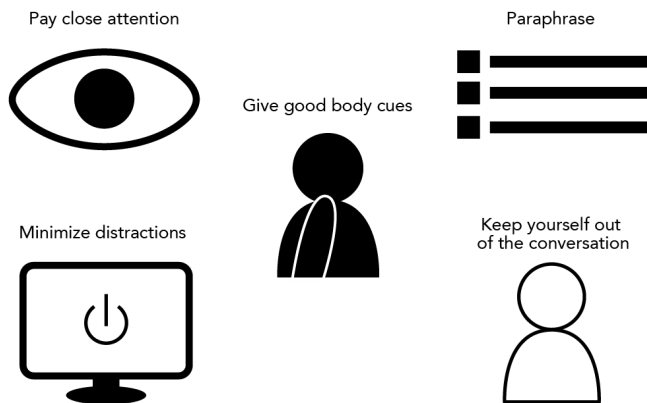 Pay close attention
Paraphrase
Give good body cues
Minimize distractions
Keep yourself out
of the conversation